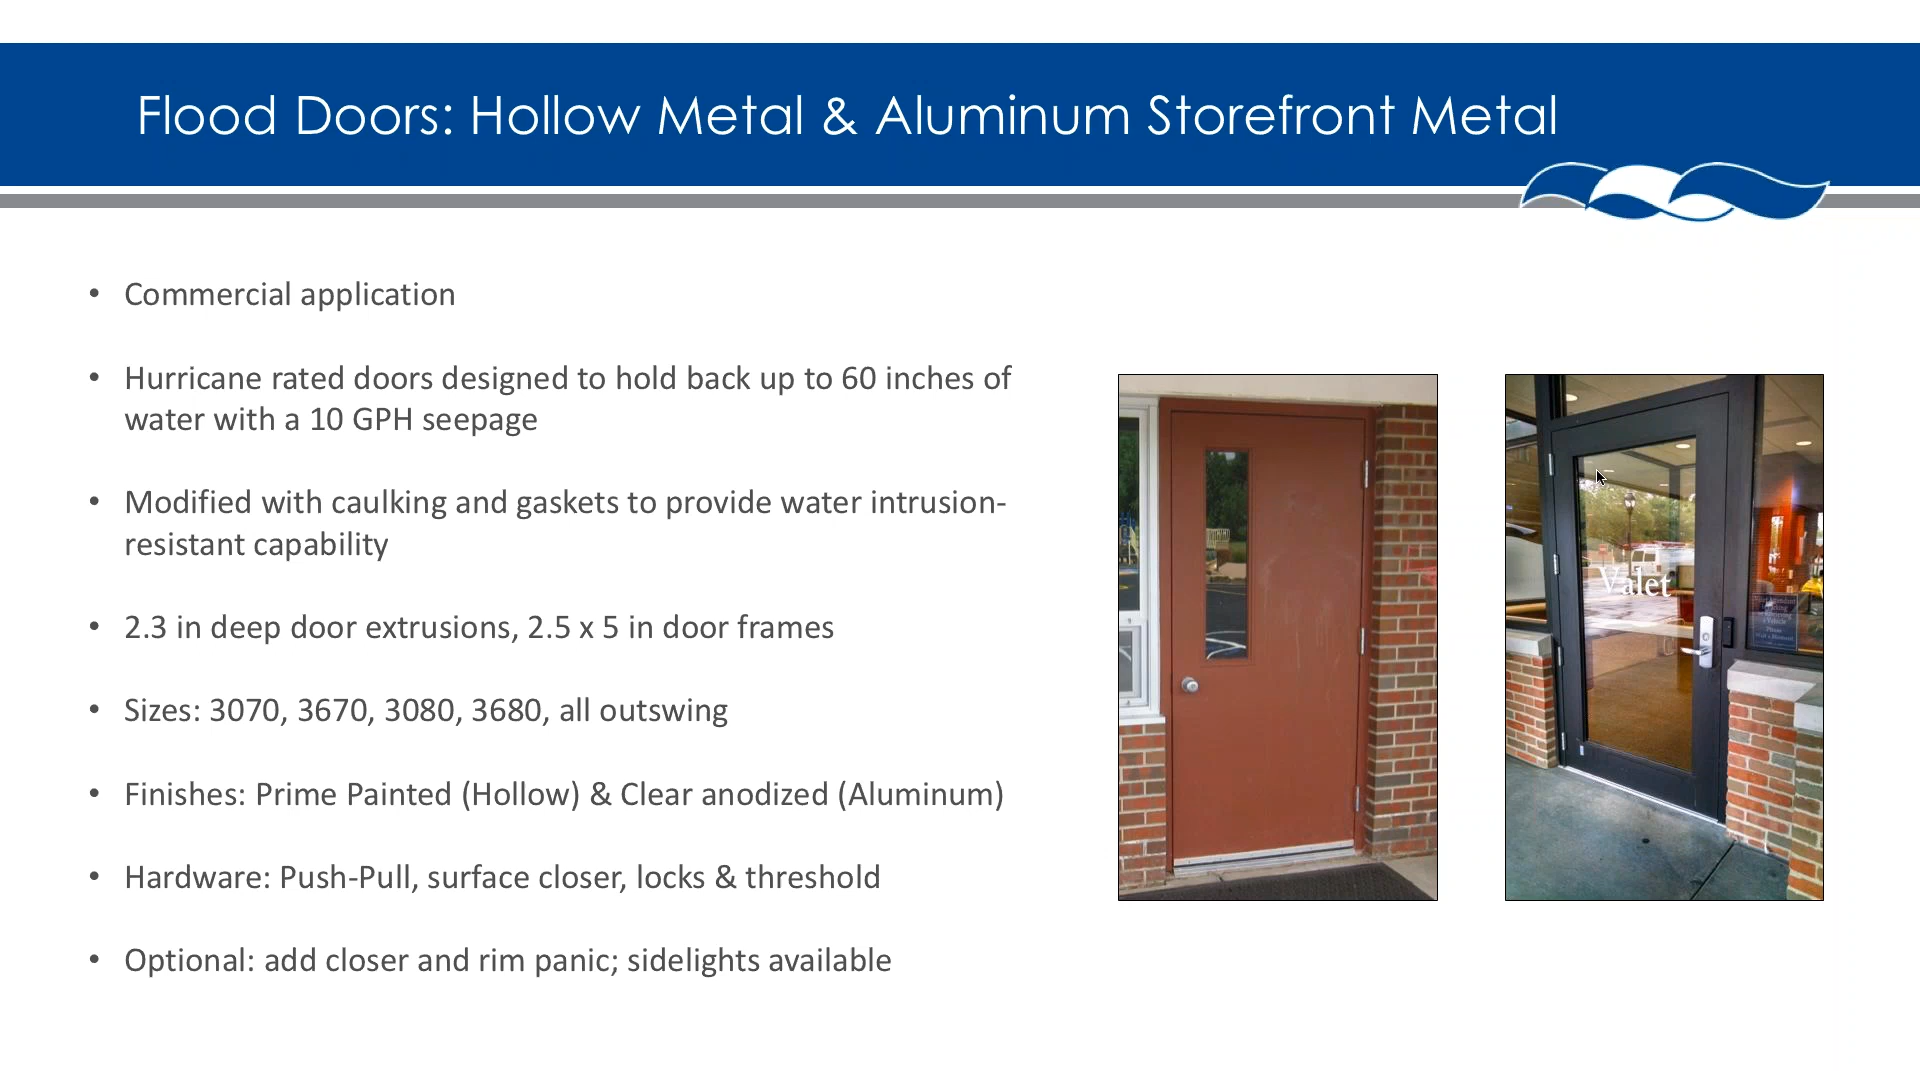 Flood Doors: Hollow Metal & Aluminum Storefront Metal
• Commercial application
• Hurricane rated doors designed to hold back up to 60 inches of
water with a 10 GPH seepage
• Modified with caulking and gaskets to provide water intrusion-
resistant capability
• 2.3 in deep door extrusions, 2.5 x 5 in door frames
• Sizes: 3070, 3670, 3080, 3680, all outswing
• Finishes: Prime Painted (Hollow) & Clear anodized (Aluminum)
• Hardware: Push-Pull, surface closer, locks & threshold
• Optional: add closer and rim panic; sidelights available
Valet